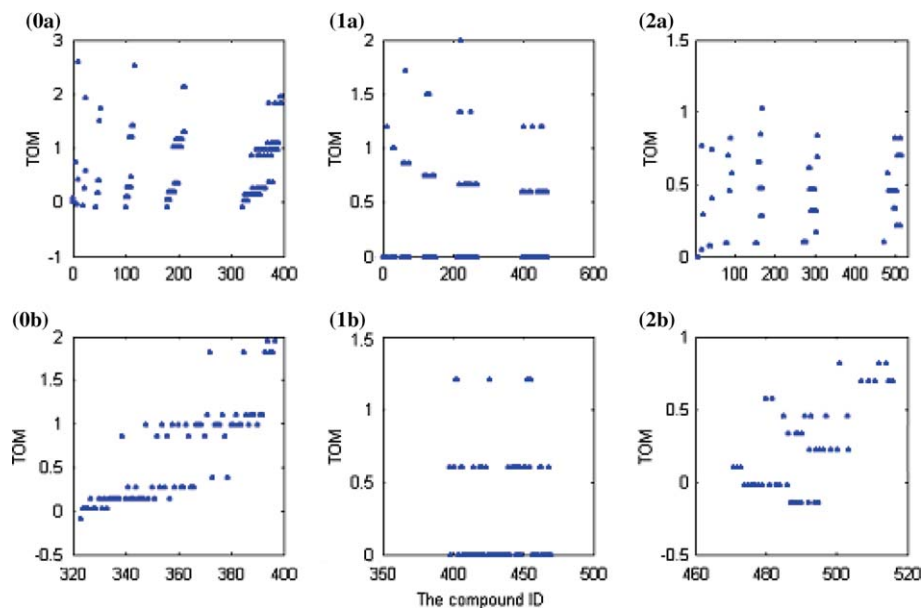 (0a) (1a) (2a)
3 2 1.5
2 1.5 1
1 1 0.5
0 0.5 0
-1 0
TOM TOM TOM
0 100 200 300 400 0 200 400 600 100 200 300 400 500
(0b) (1b) (2b)
2 1.5 1
1.5 1 0.5
1 0.5 0
0.5 0 -0.5
0
-0.5
TOM TOM TOM
320 340 360 380 400 350 400 450 500 460 480 500 520
The compound ID